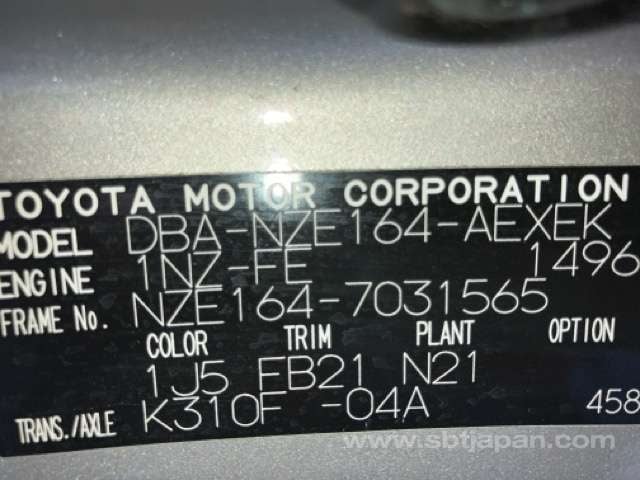 TOYOTA MOTOR CORPORATION
MODEL DBA-NZE164-AEXEK
ENGINE 1NZ-FE 1496
FRAME No. NZE164-7031565
COLOR TRIM PLANT OPTION
1J5 FB21 N21
TRANS./AXLE K310F -04A 458
www.sbtjapan.com